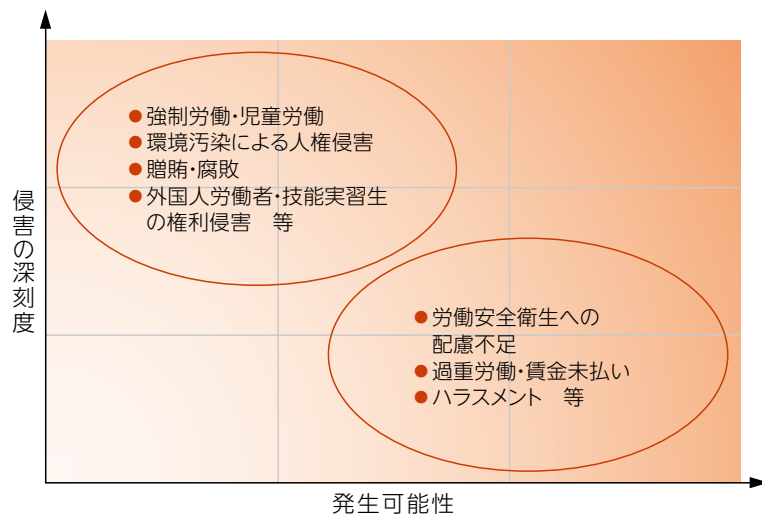 侵害の深刻度
●強制労働・児童労働
●環境汚染による人権侵害
●贈賄・腐敗
●外国人労働者・技能実習生
の権利侵害　等
●労働安全衛生への
配慮不足
●過重労働・賃金未払い
●ハラスメント　等
発生可能性